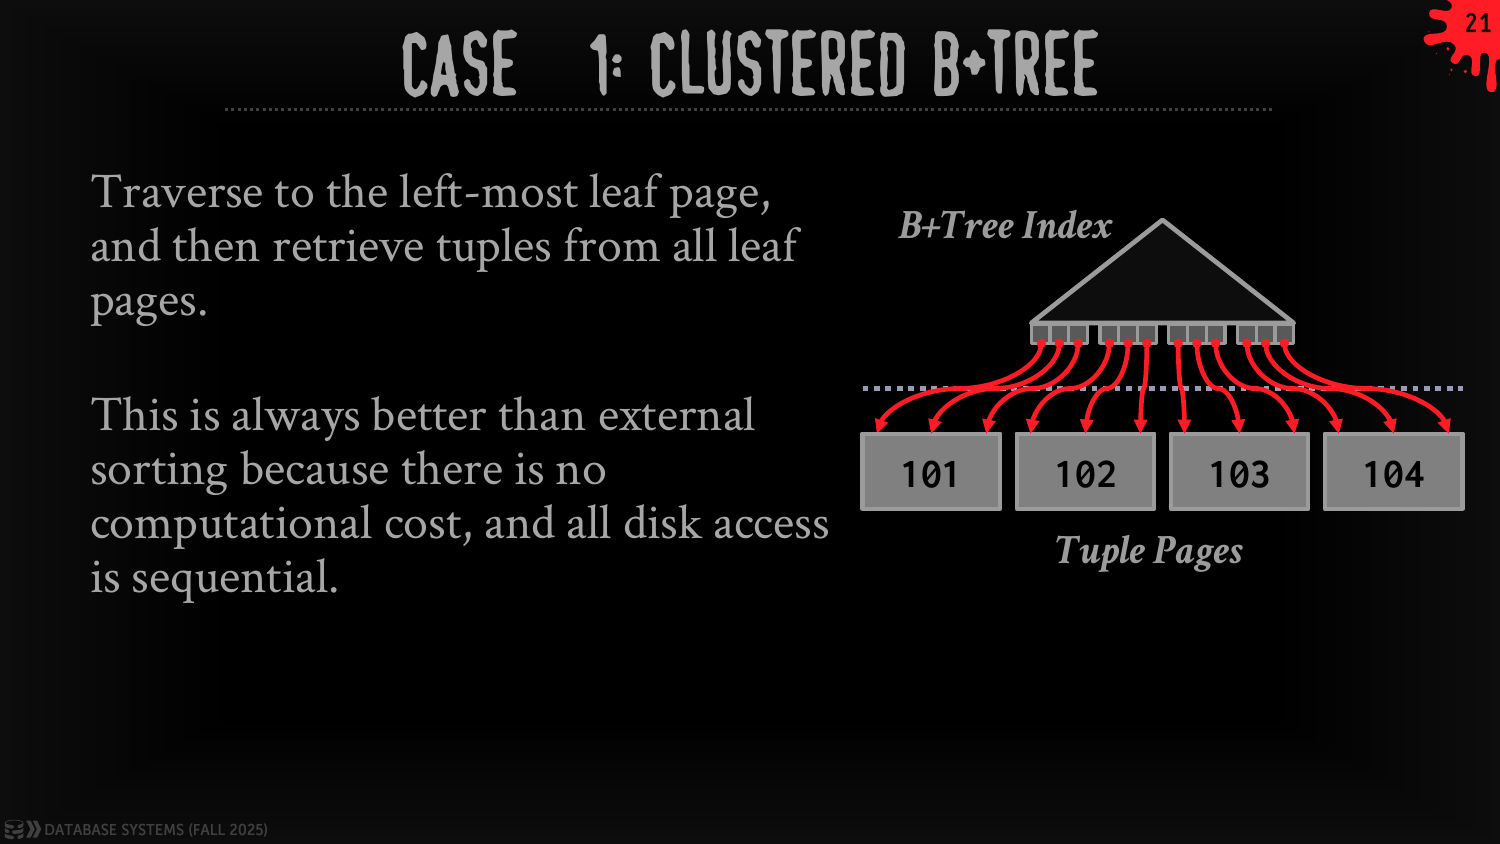 21
CASE 1: CLUSTERED B+TREE
Traverse to the left-most leaf page,
and then retrieve tuples from all leaf
pages.
This is always better than external
sorting because there is no
computational cost, and all disk access
is sequential.
B+Tree Index
101 102 103 104
Tuple Pages
DATABASE SYSTEMS (FALL 2025)